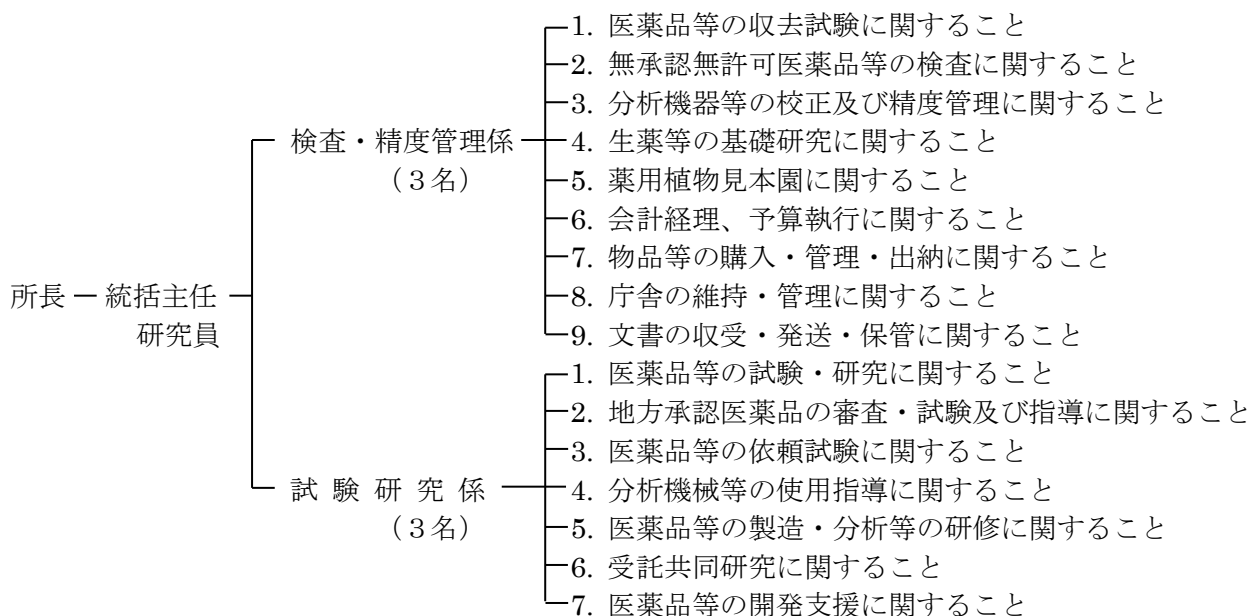 所長
統括主任
研究員
検査・精度管理係
（３名）
1. 医薬品等の収去試験に関すること
2. 無承認無許可医薬品等の検査に関すること
3. 分析機器等の校正及び精度管理に関すること
4. 生薬等の基礎研究に関すること
5. 薬用植物見本園に関すること
6. 会計経理、予算執行に関すること
7. 物品等の購入・管理・出納に関すること
8. 庁舎の維持・管理に関すること
9. 文書の収受・発送・保管に関すること
試 験 研 究 係
（３名）
1. 医薬品等の試験・研究に関すること
2. 地方承認医薬品の審査・試験及び指導に関すること
3. 医薬品等の依頼試験に関すること
4. 分析機械等の使用指導に関すること
5. 医薬品等の製造・分析等の研修に関すること
6. 受託共同研究に関すること
7. 医薬品等の開発支援に関すること